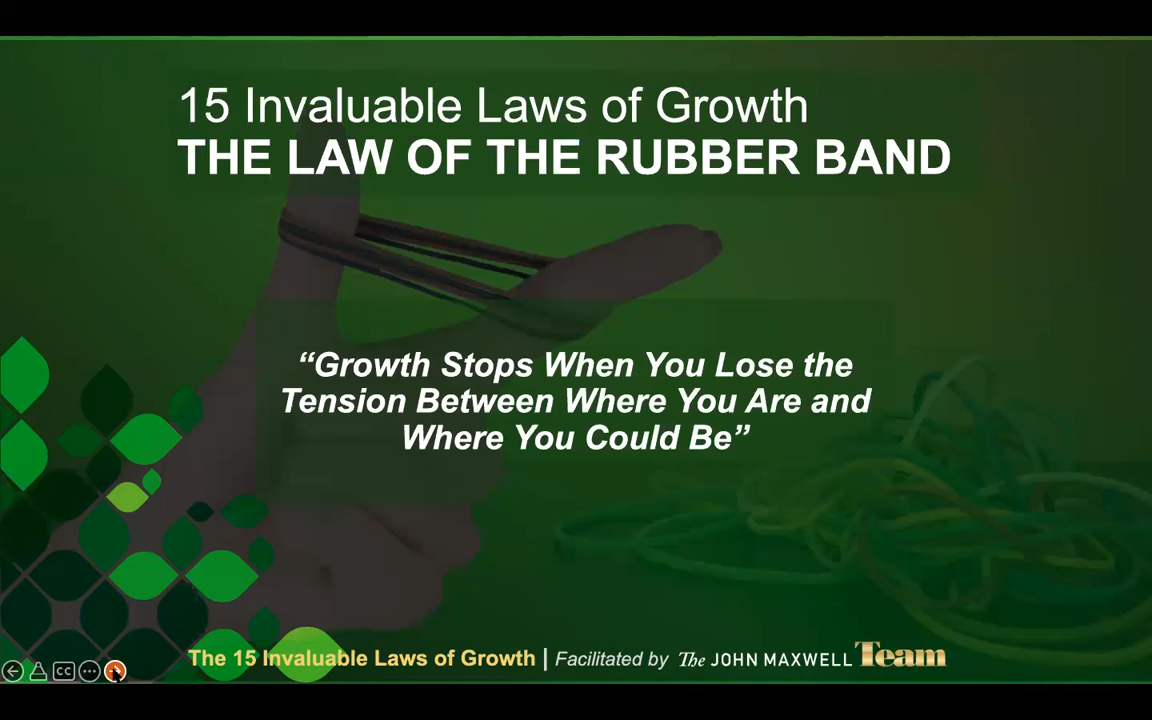 15 Invaluable Laws of Growth
THE LAW OF THE RUBBER BAND
“Growth Stops When You Lose the
Tension Between Where You Are and
Where You Could Be”
CC
The 15 Invaluable Laws of Growth | Facilitated by The JOHN MAXWELL Team